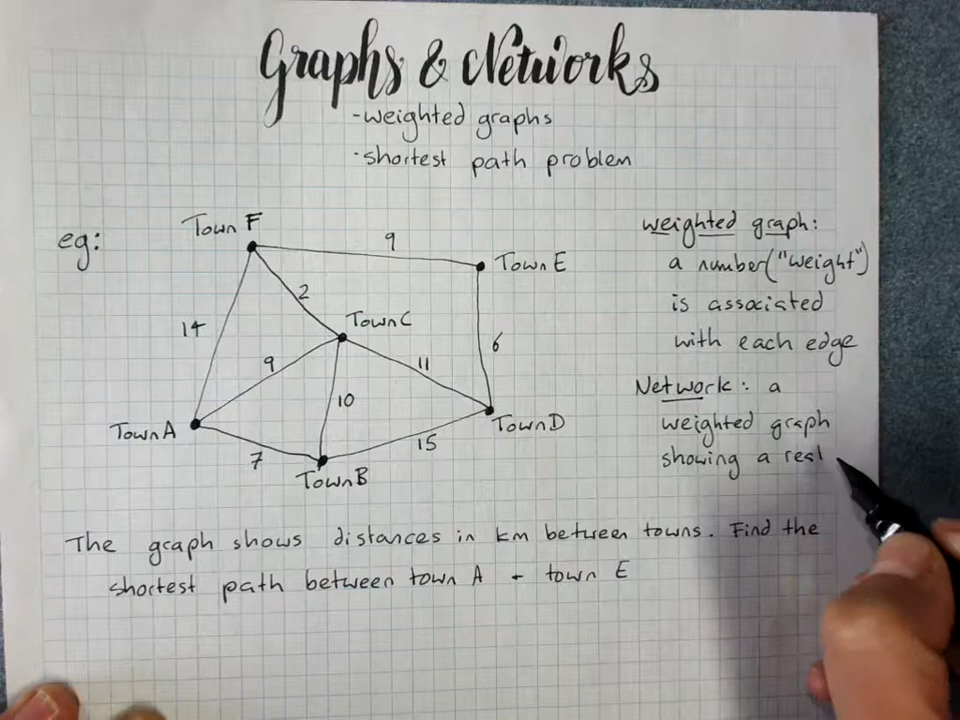 Graphs & Networks
-weighted graphs
-shortest path problem
eg:
Town F
9
Town E
2
Town C
14
9
11
6
10
Town A
Town D
7
15
Town B
weighted graph:
a number("weight")
is associated
with each edge
Network: a
weighted graph
showing a real
The graph shows distances in km between towns. Find the
shortest path between town A + town E